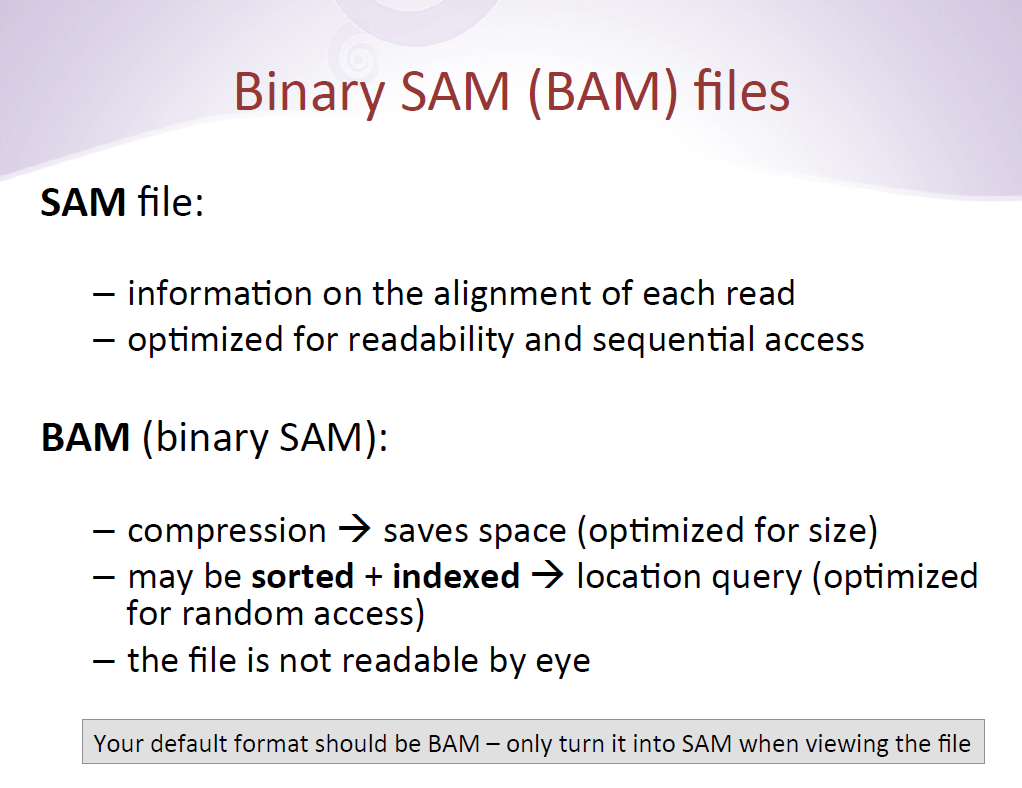 Binary SAM (BAM) files
SAM file:
– information on the alignment of each read
– optimized for readability and sequential access
BAM (binary SAM):
– compression → saves space (optimized for size)
– may be sorted + indexed → location query (optimized
for random access)
– the file is not readable by eye
Your default format should be BAM – only turn it into SAM when viewing the file